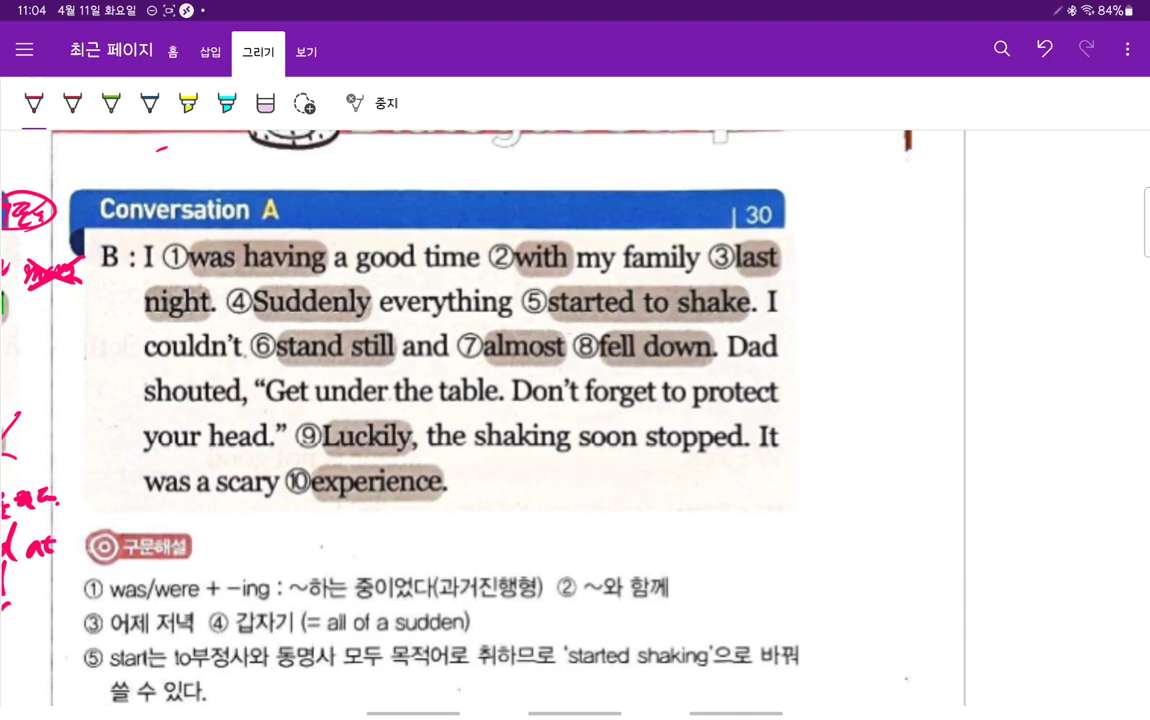 11:04 4월 11일 화요일
84%
최근 페이지 홈 삽입 그리기 보기
중지
Conversation A
30
B : I ①was having a good time ②with my family ③last
night. ④Suddenly everything ⑤started to shake. I
couldn't ⑥stand still and ⑦almost ⑧fell down. Dad
shouted, “Get under the table. Don't forget to protect
your head.” ⑨Luckily, the shaking soon stopped. It
was a scary ⑩experience.
구문해설
① was/were + -ing : ~하는 중이었다(과거진행형) ② ~와 함께
③ 어제 저녁 ④ 갑자기 (= all of a sudden)
⑤ start는 to부정사와 동명사 모두 목적어로 취하므로 'started shaking'으로 바꿔
쓸 수 있다.
at